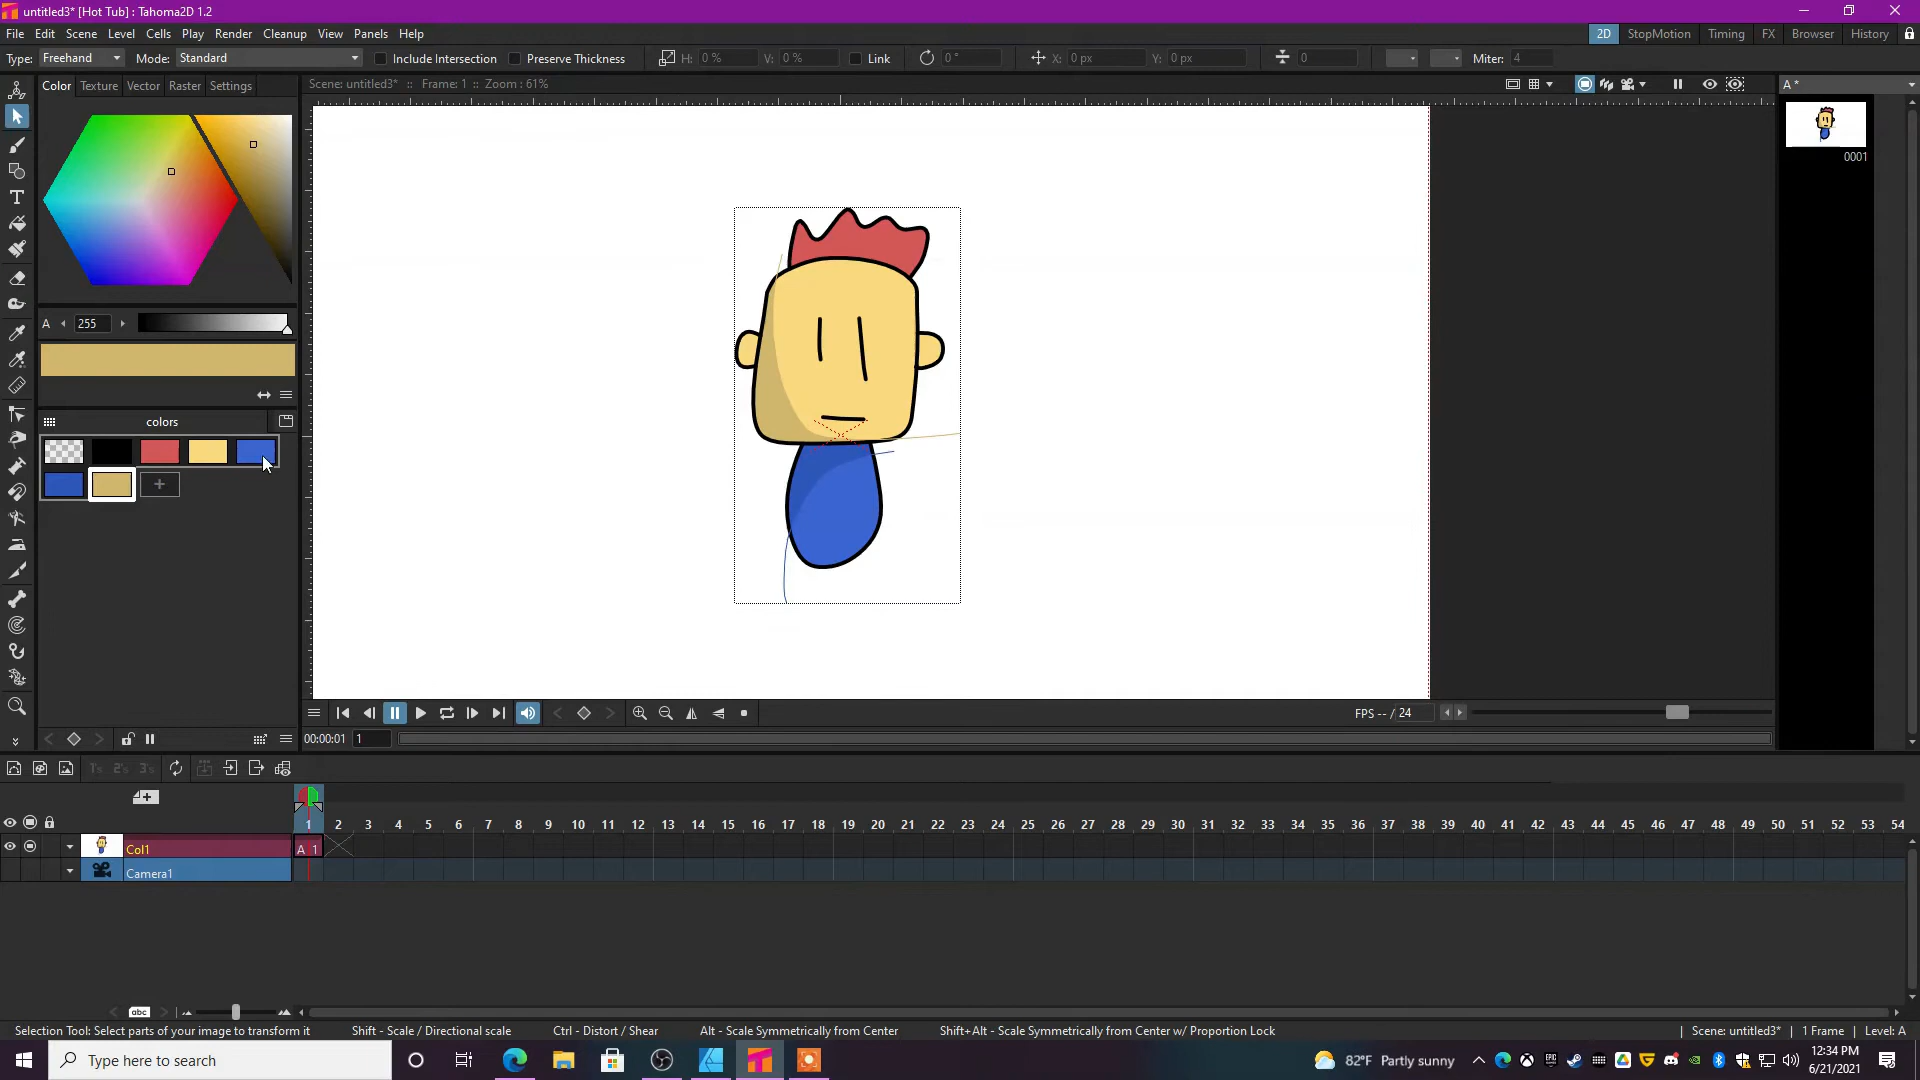 untitled3* [Hot Tub] : Tahoma2D 1.2
File Edit Scene Level Cells Play Render Cleanup View Panels Help
2D StopMotion Timing FX Browser History
Type: Freehand Mode: Standard Include Intersection Preserve Thickness H: 0 % V: 0 % Link 0 ° X: 0 px Y: 0 px 0 Miter: 4
Color Texture Vector Raster Settings
Scene: untitled3* :: Frame: 1 :: Zoom : 61%
A *
0001
A 255
colors
+
FPS -- / 24
00:00:01 1
1's 2's 3's
1 2 3 4 5 6 7 8 9 10 11 12 13 14 15 16 17 18 19 20 21 22 23 24 25 26 27 28 29 30 31 32 33 34 35 36 37 38 39 40 41 42 43 44 45 46 47 48 49 50 51 52 53 54
Col1 A 1
Camera1
abc
Selection Tool: Select parts of your image to transform it Shift - Scale / Directional scale Ctrl - Distort / Shear Alt - Scale Symmetrically from Center Shift+Alt - Scale Symmetrically from Center w/ Proportion Lock | Scene: untitled3* | 1 Frame | Level: A
Type here to search
82°F Partly sunny
12:34 PM
6/21/2021